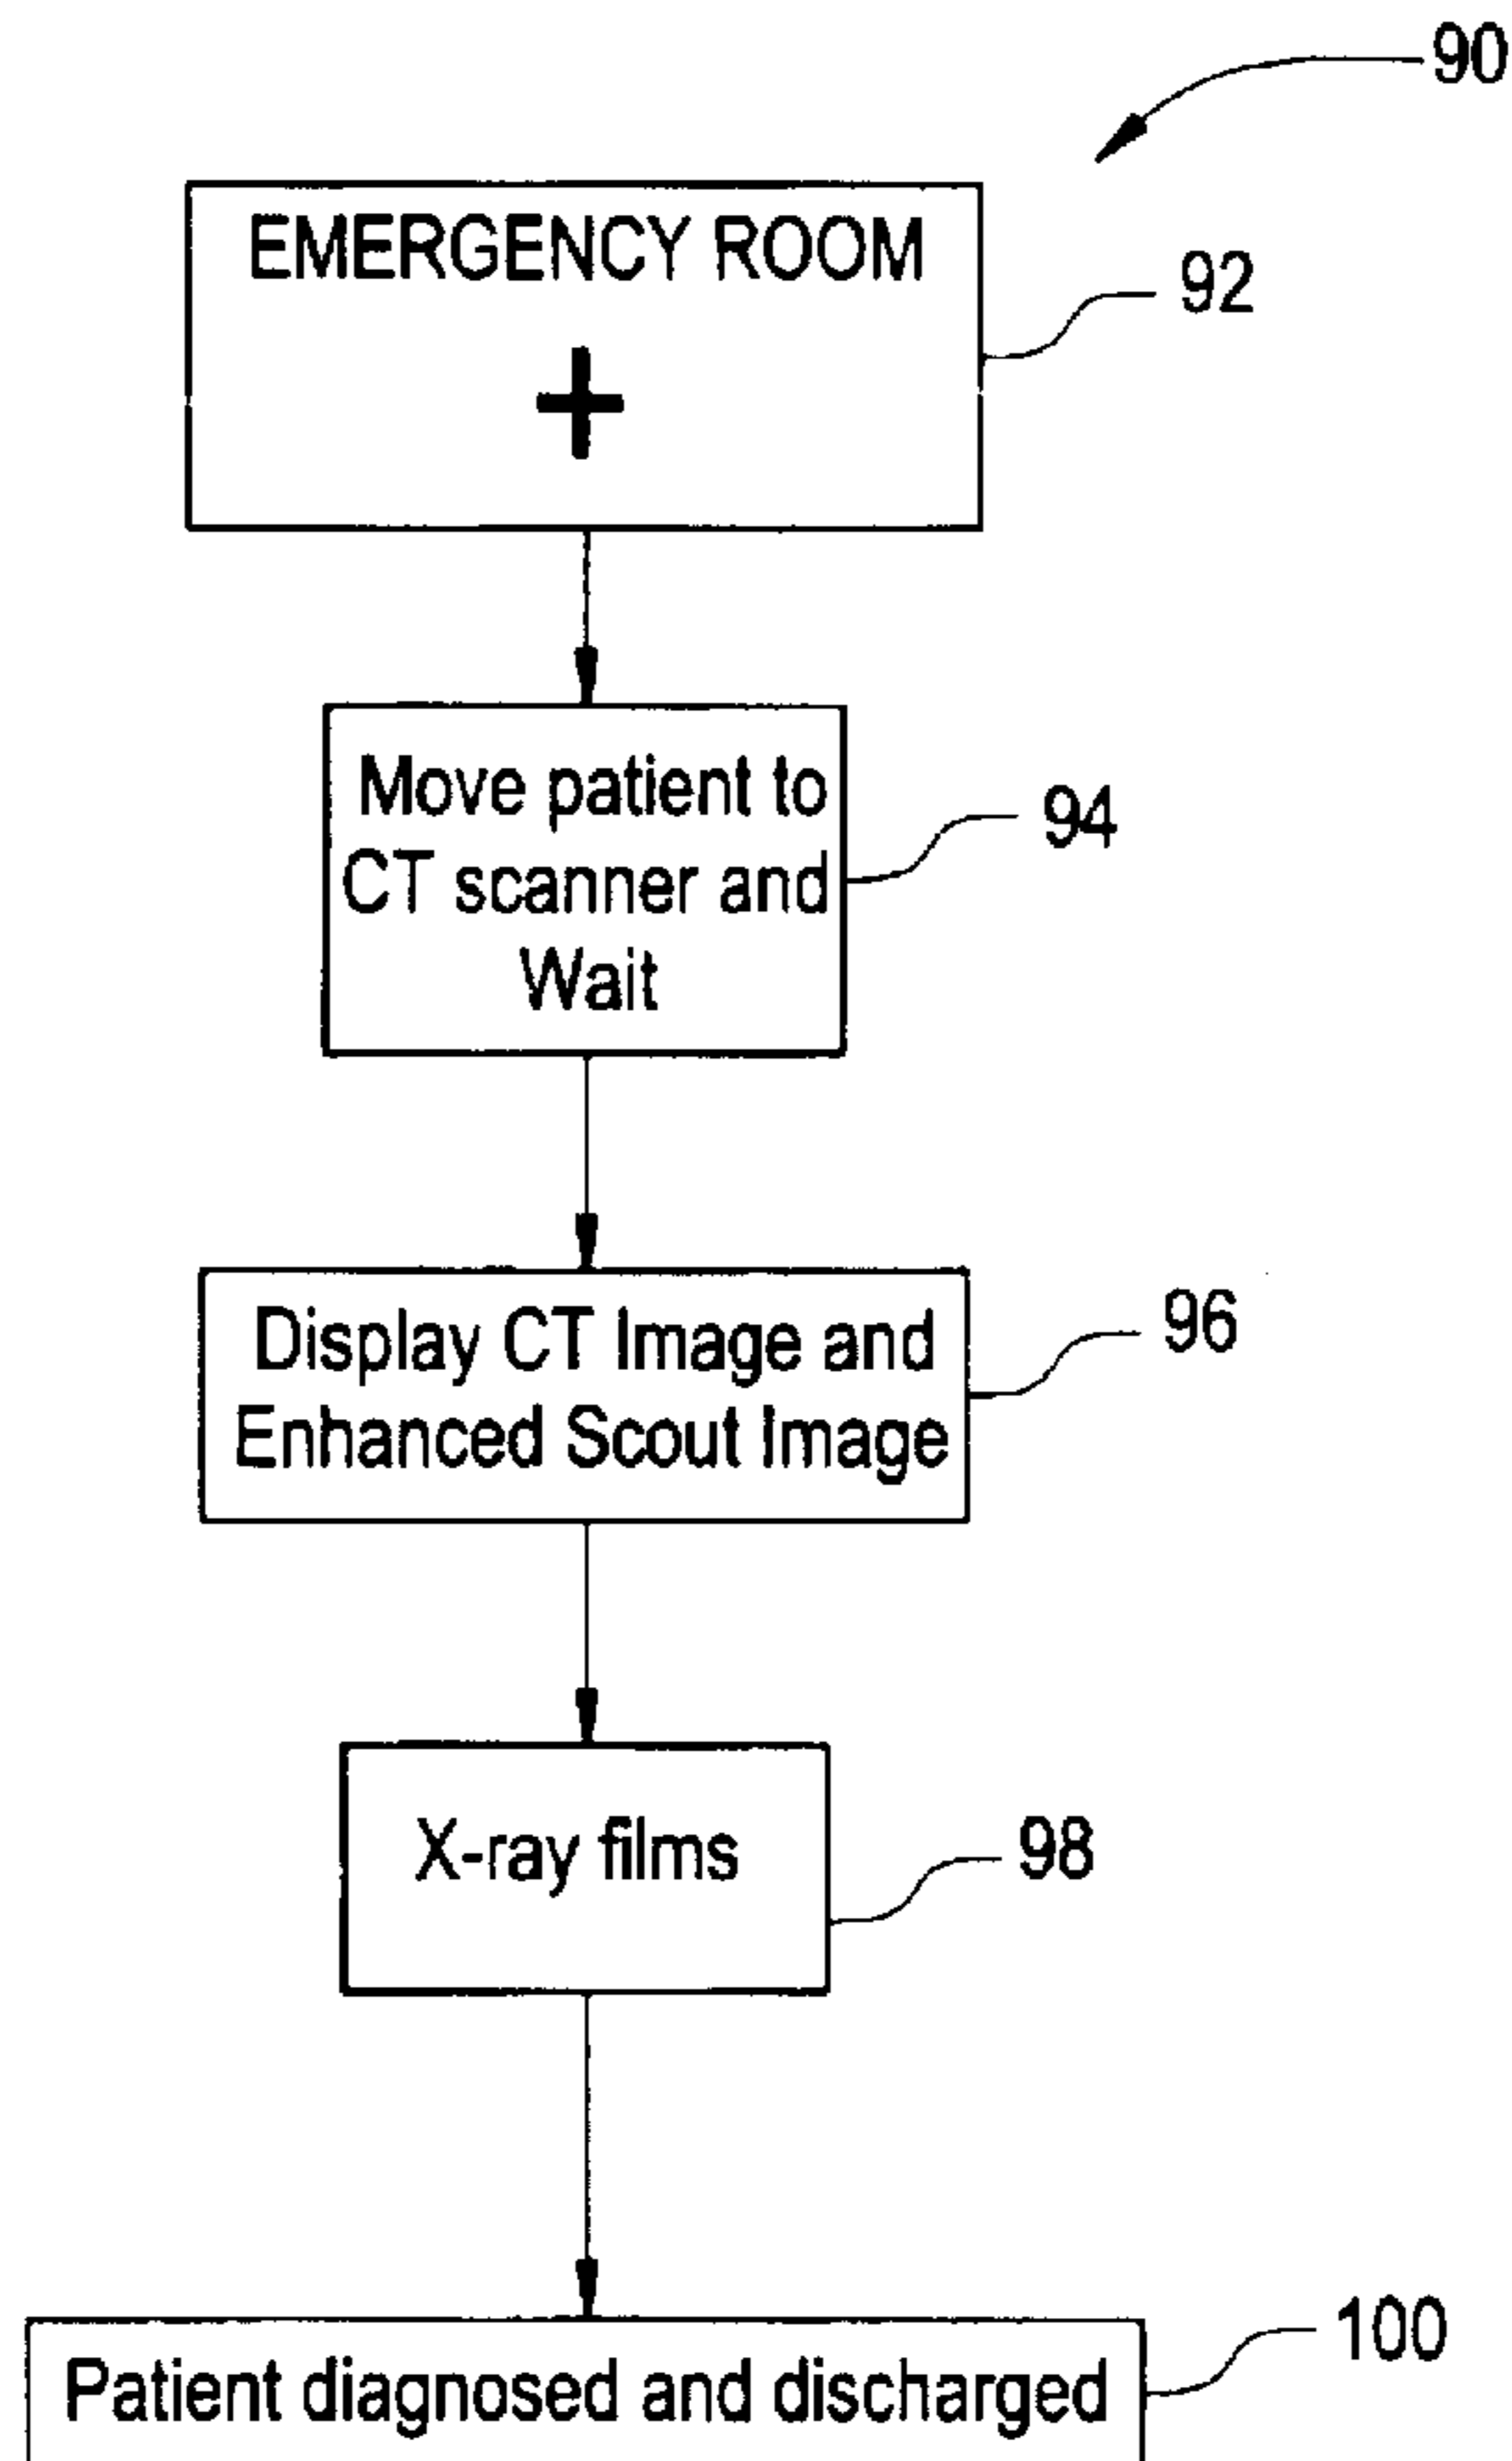 90
EMERGENCY ROOM
92
Move patient to
CT scanner and
Wait
94
Display CT Image and
Enhanced Scout Image
96
X-ray films
98
Patient diagnosed and discharged
100